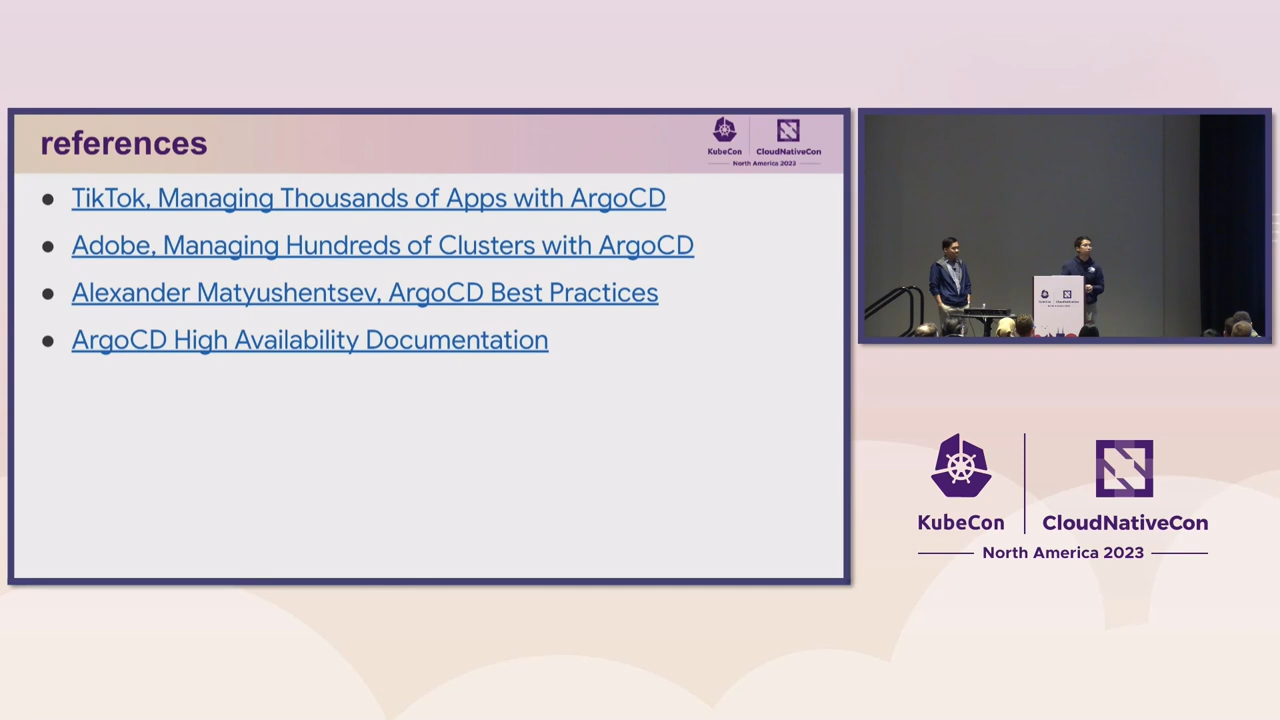 references
KubeCon
CloudNativeCon
North America 2023
TikTok, Managing Thousands of Apps with ArgoCD
Adobe, Managing Hundreds of Clusters with ArgoCD
Alexander Matyushentsev, ArgoCD Best Practices
ArgoCD High Availability Documentation
KubeCon
CloudNativeCon
North America 2023